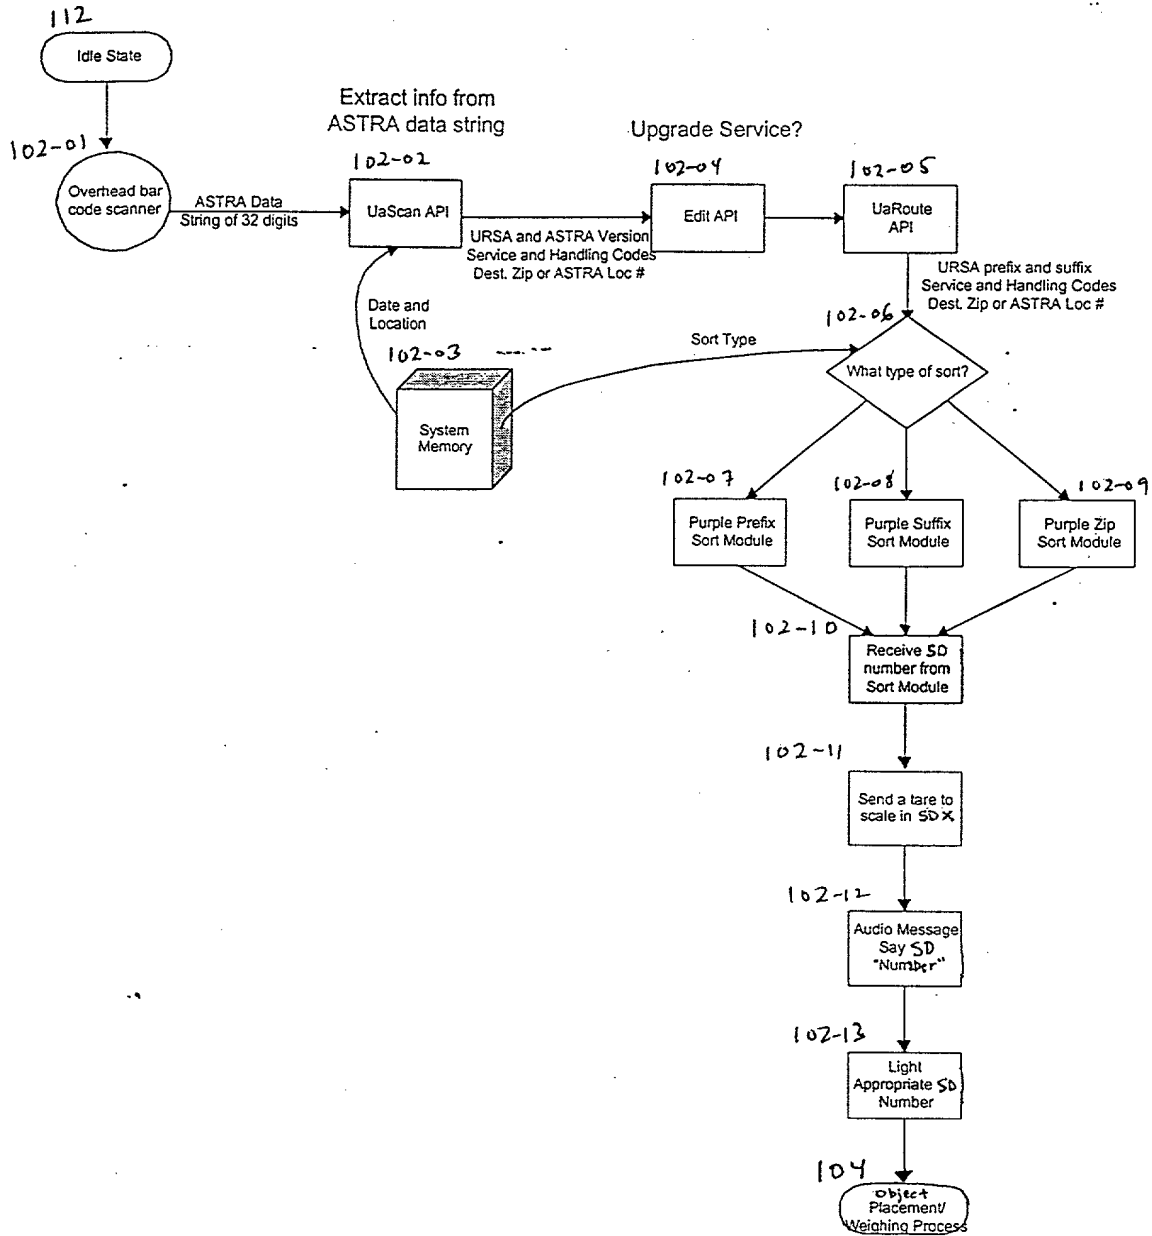 112
Idle State
102-01
Overhead bar
code scanner
ASTRA Data
String of 32 digits
Extract info from
ASTRA data string
102-02
UaScan API
URSA and ASTRA Version
Service and Handling Codes
Dest. Zip or ASTRA Loc #
Date and
Location
102-03
System
Memory
Upgrade Service?
102-04
Edit API
102-05
UaRoute
API
URSA prefix and suffix
Service and Handling Codes
Dest. Zip or ASTRA Loc #
102-06
Sort Type
What type of sort?
102-07
Purple Prefix
Sort Module
102-08
Purple Suffix
Sort Module
102-09
Purple Zip
Sort Module
102-10
Receive SD
number from
Sort Module
102-11
Send a tare to
scale in SDX
102-12
Audio Message
Say SD
"Number"
102-13
Light
Appropriate SD
Number
104
Object
Placement/
Weighing Process